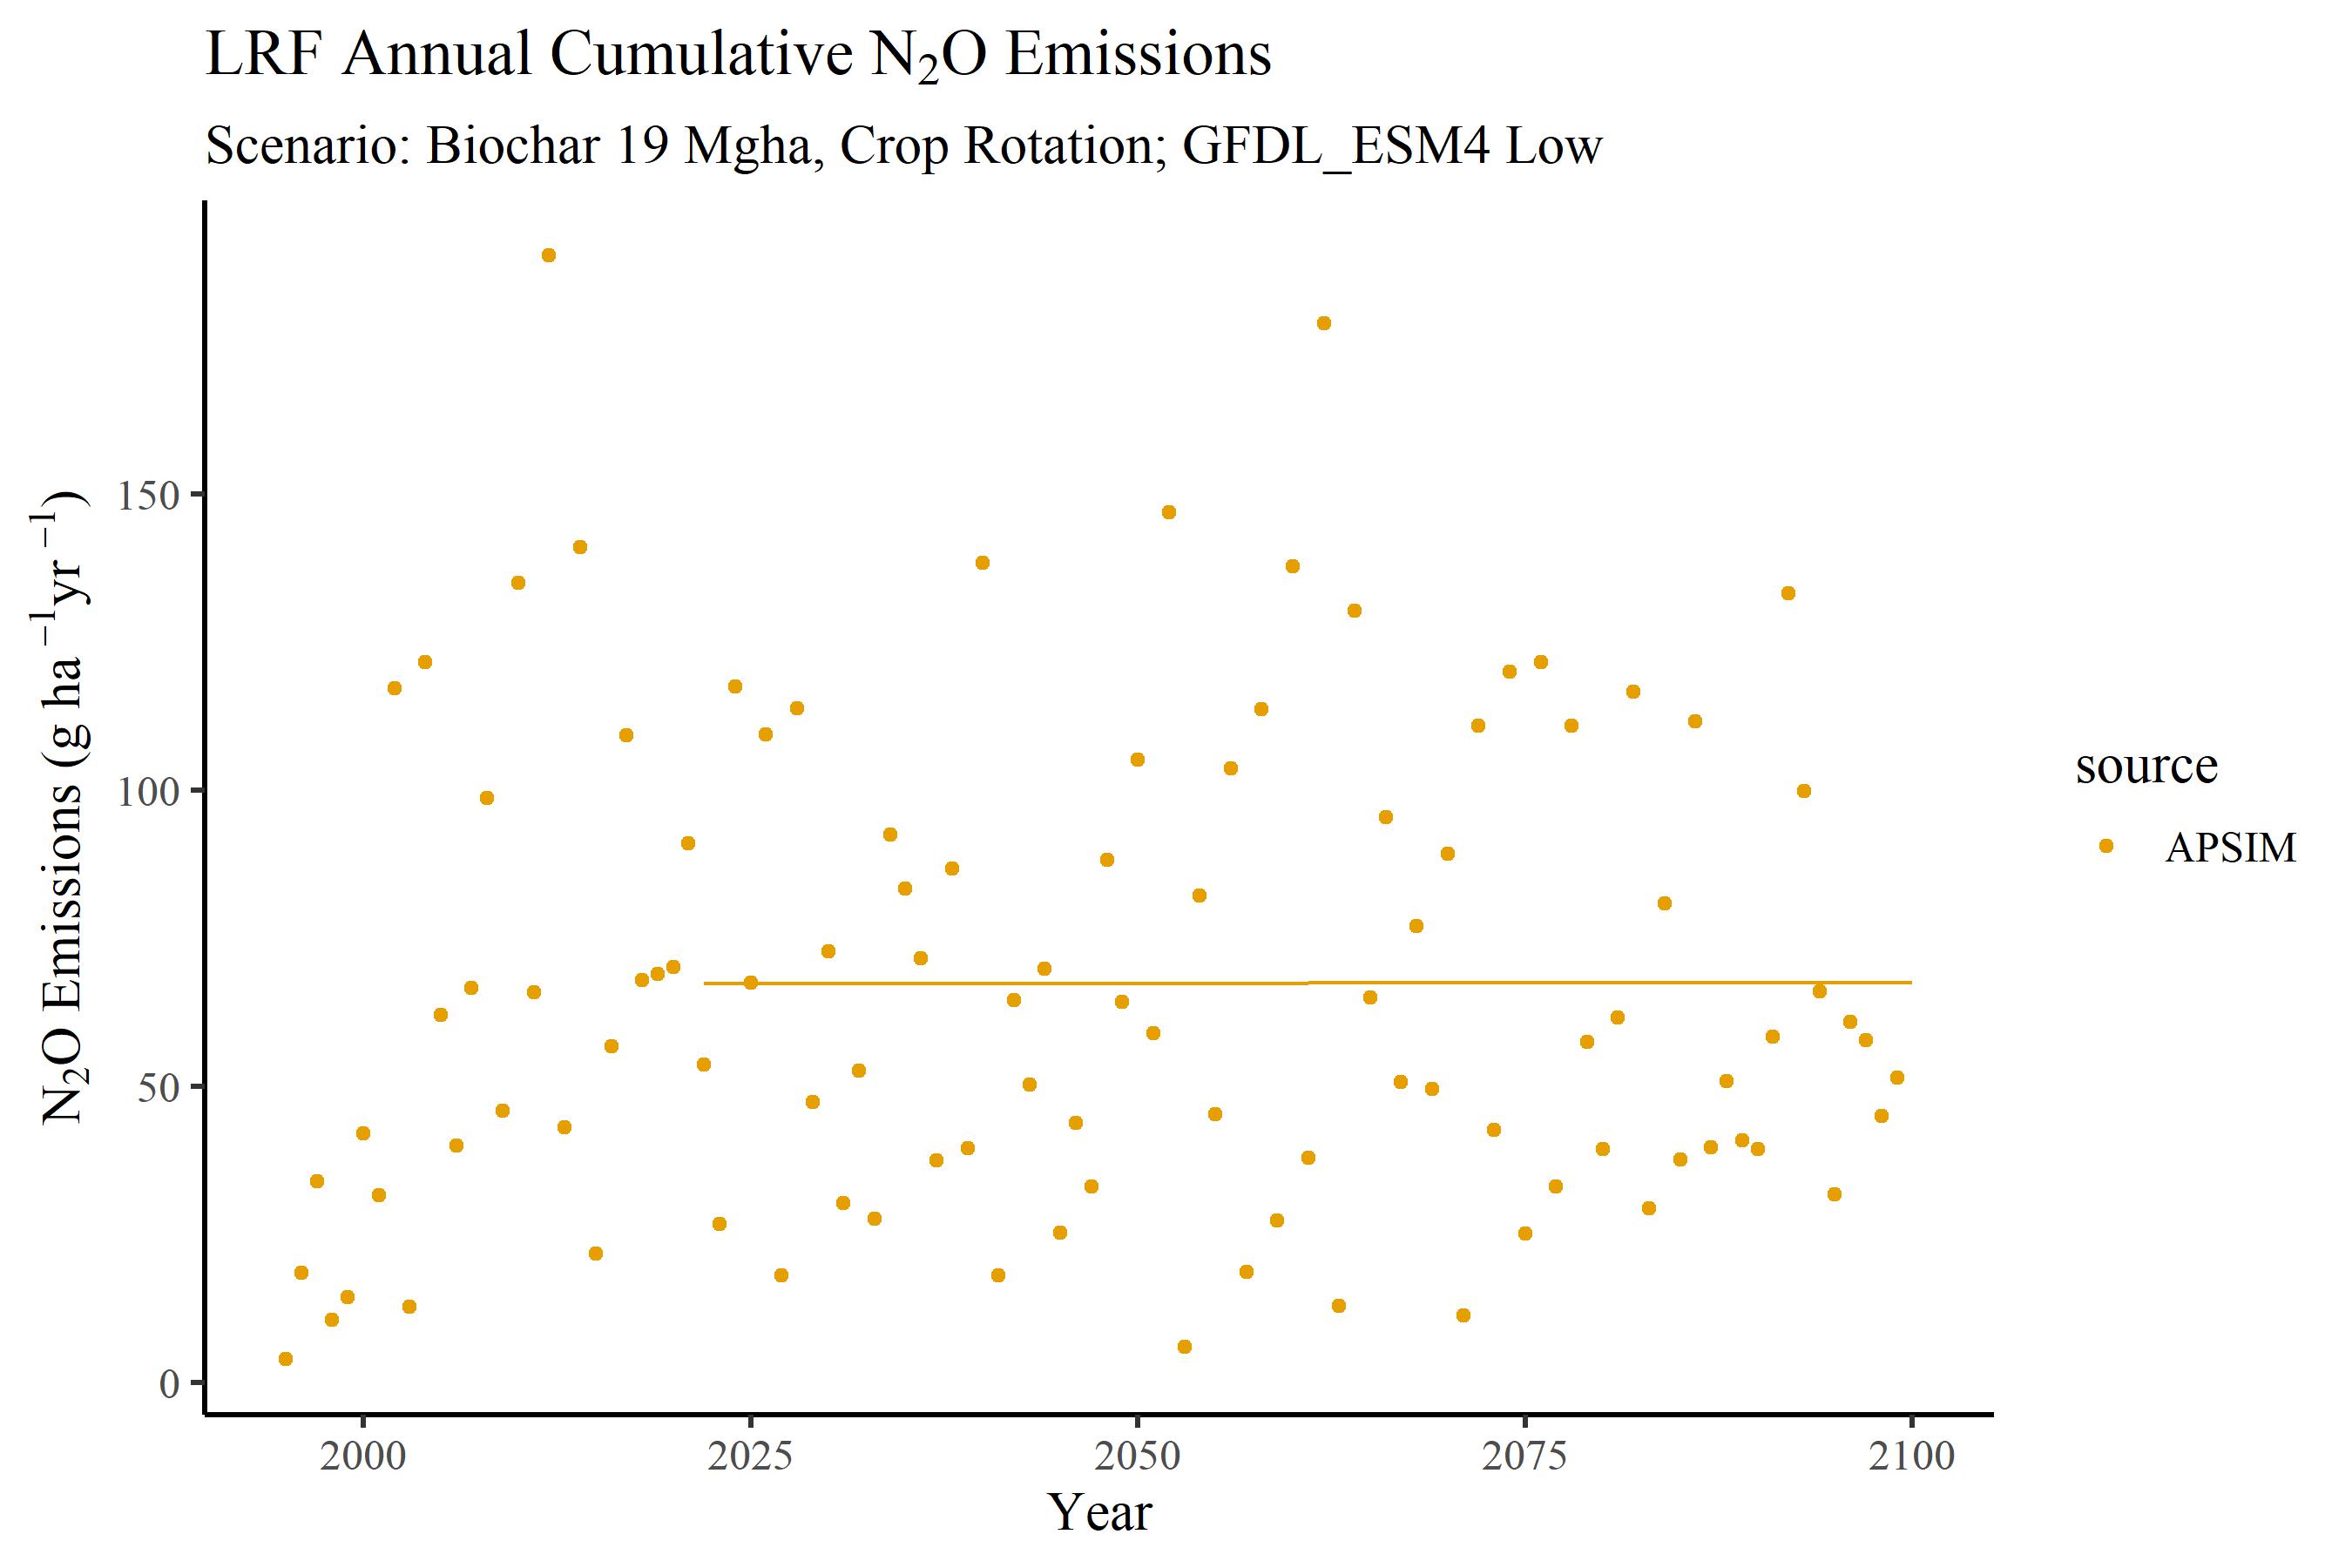 LRF Annual Cumulative N₂O Emissions
Scenario: Biochar 19 Mgha, Crop Rotation; GFDL_ESM4 Low
N₂O Emissions (g ha ⁻¹yr ⁻¹)
150
100
50
0
2000 2025 2050 2075 2100
Year
source
APSIM